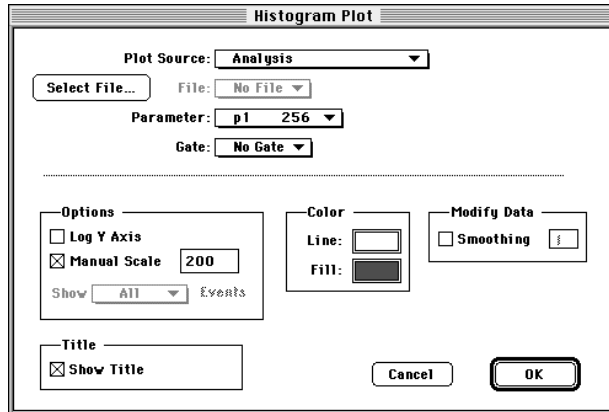 Histogram Plot
Plot Source: Analysis
Select File... File: No File
Parameter: p1 256
Gate: No Gate
Options
Log Y Axis
Manual Scale 200
Show All Events
Color
Line:
Fill:
Modify Data
Smoothing
Title
Show Title
Cancel
OK